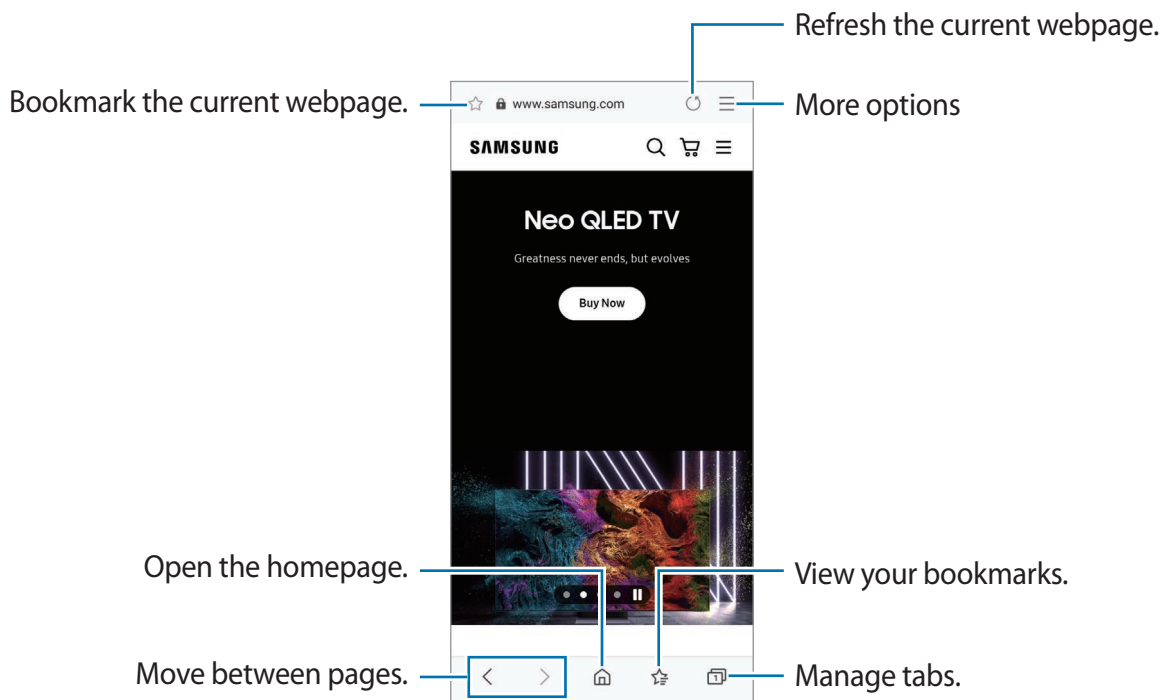 Refresh the current webpage.
Bookmark the current webpage.
www.samsung.com
More options
SAMSUNG
Neo QLED TV
Greatness never ends, but evolves
Buy Now
Open the homepage.
View your bookmarks.
Move between pages.
1
Manage tabs.